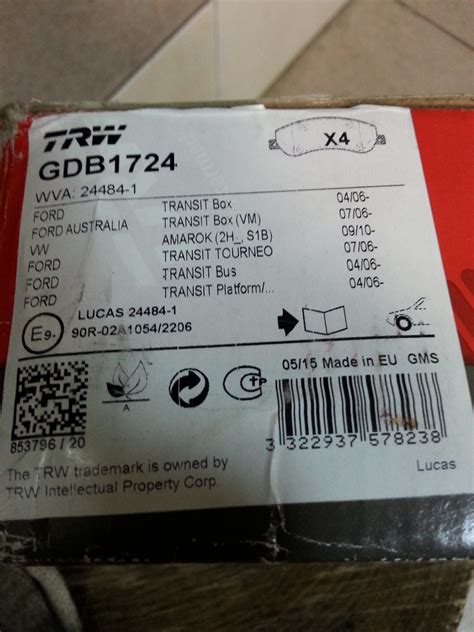 TRW
X4
GDB1724
WVA: 24484-1
FORD TRANSIT Box 04/06-
FORD AUSTRALIA TRANSIT Box (VM) 07/06-
VW AMAROK (2H_, S1B) 09/10-
FORD TRANSIT TOURNEO 07/06-
FORD TRANSIT Bus 04/06-
FORD TRANSIT Platform/... 04/06-
LUCAS 24484-1
E9- 90R-02A1054/2206
05/15 Made in EU GMS
A
853796 / 20
3 322937 578238
The TRW trademark is owned by
TRW Intellectual Property Corp.
Lucas